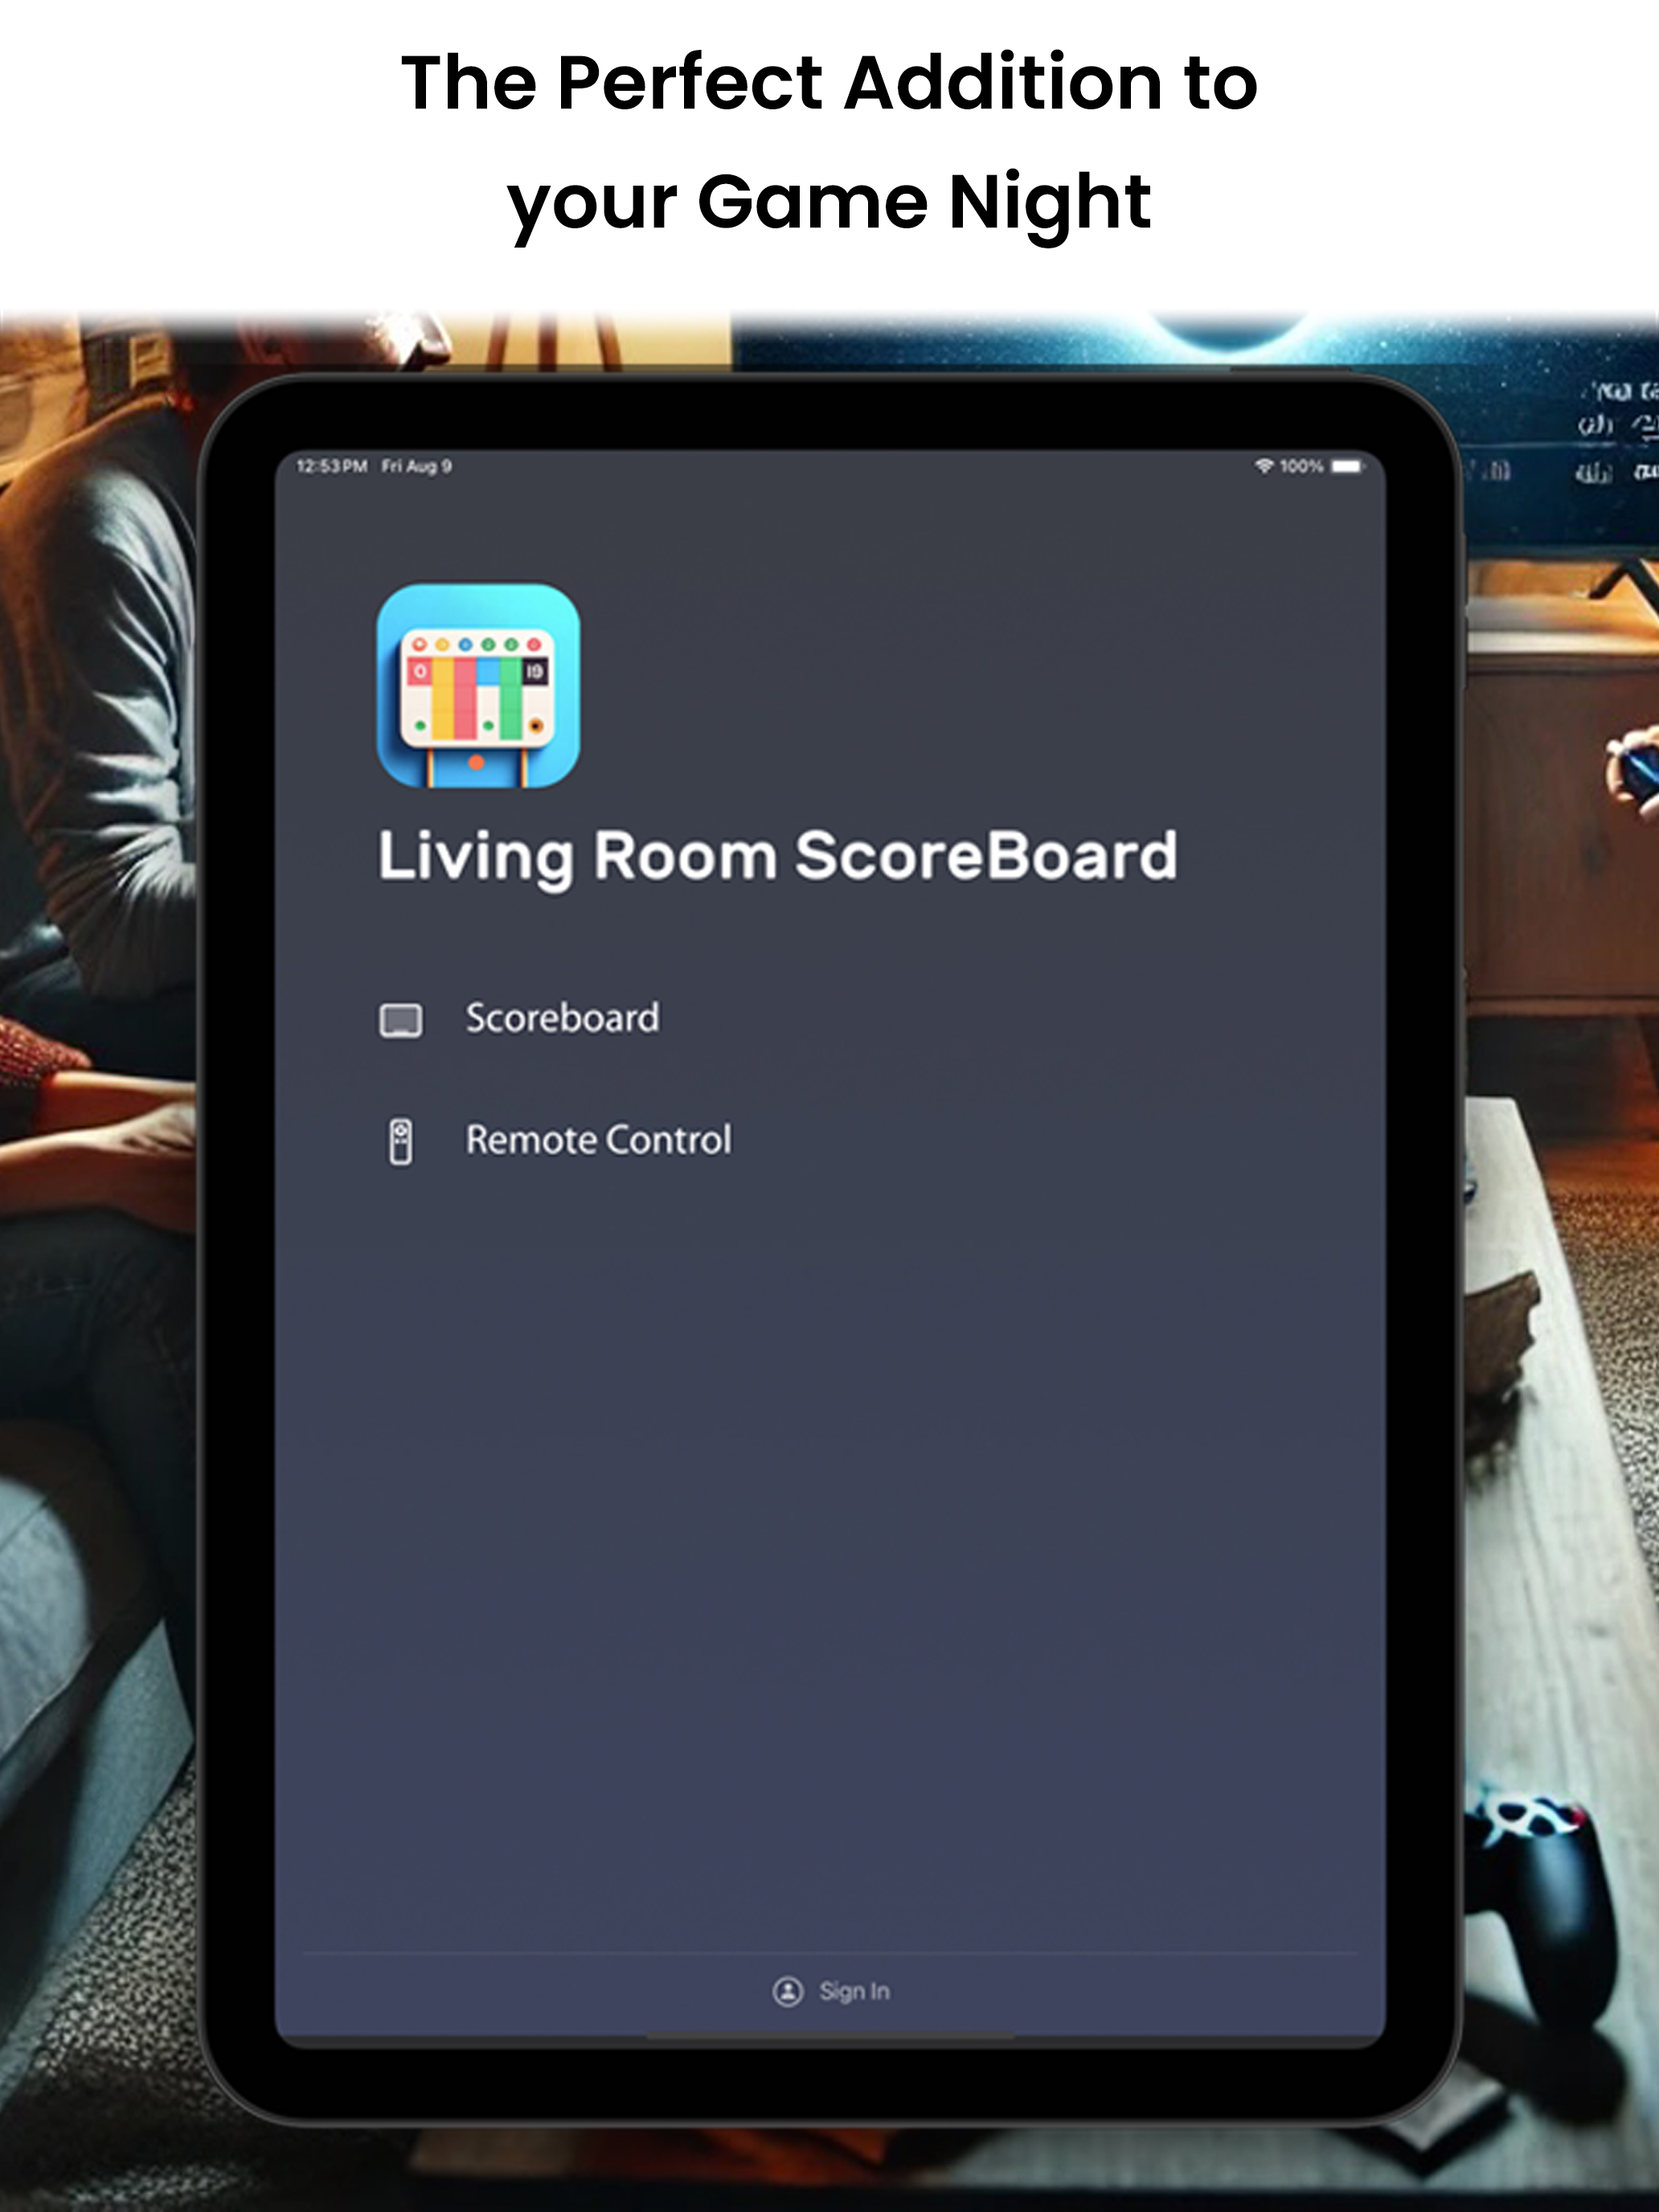 The Perfect Addition to
your Game Night
12:53 PM Fri Aug 9
100%
0 19
Living Room ScoreBoard
Scoreboard
Remote Control
Sign In